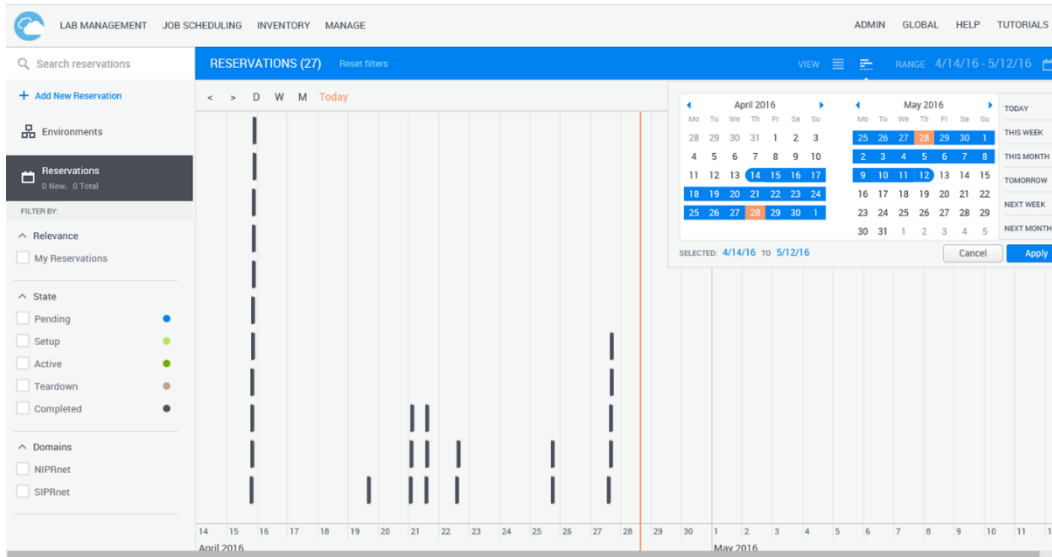 LAB MANAGEMENT JOB SCHEDULING INVENTORY MANAGE ADMIN GLOBAL HELP TUTORIALS
Search reservations
RESERVATIONS (27) Reset filters VIEW RANGE 4/14/16 - 5/12/16
+ Add New Reservation
< > D W M Today
Environments
Reservations
0 New, 0 Total
FILTER BY:
Relevance
My Reservations
State
Pending
Setup
Active
Teardown
Completed
Domains
NIPRnet
SIPRnet
April 2016
Mo Tu We Th Fr Sa Su
28 29 30 31 1 2 3
4 5 6 7 8 9 10
11 12 13 14 15 16 17
18 19 20 21 22 23 24
25 26 27 28 29 30 1
May 2016
Mo Tu We Th Fr Sa Su
25 26 27 28 29 30 1
2 3 4 5 6 7 8
9 10 11 12 13 14 15
16 17 18 19 20 21 22
23 24 25 26 27 28 29
30 31 1 2 3 4 5
TODAY
THIS WEEK
THIS MONTH
TOMORROW
NEXT WEEK
NEXT MONTH
SELECTED: 4/14/16 TO 5/12/16 Cancel Apply
14 15 16 17 18 19 20 21 22 23 24 25 26 27 28 29 30 1 2 3 4 5 6 7 8 9 10 11
April 2016 May 2016